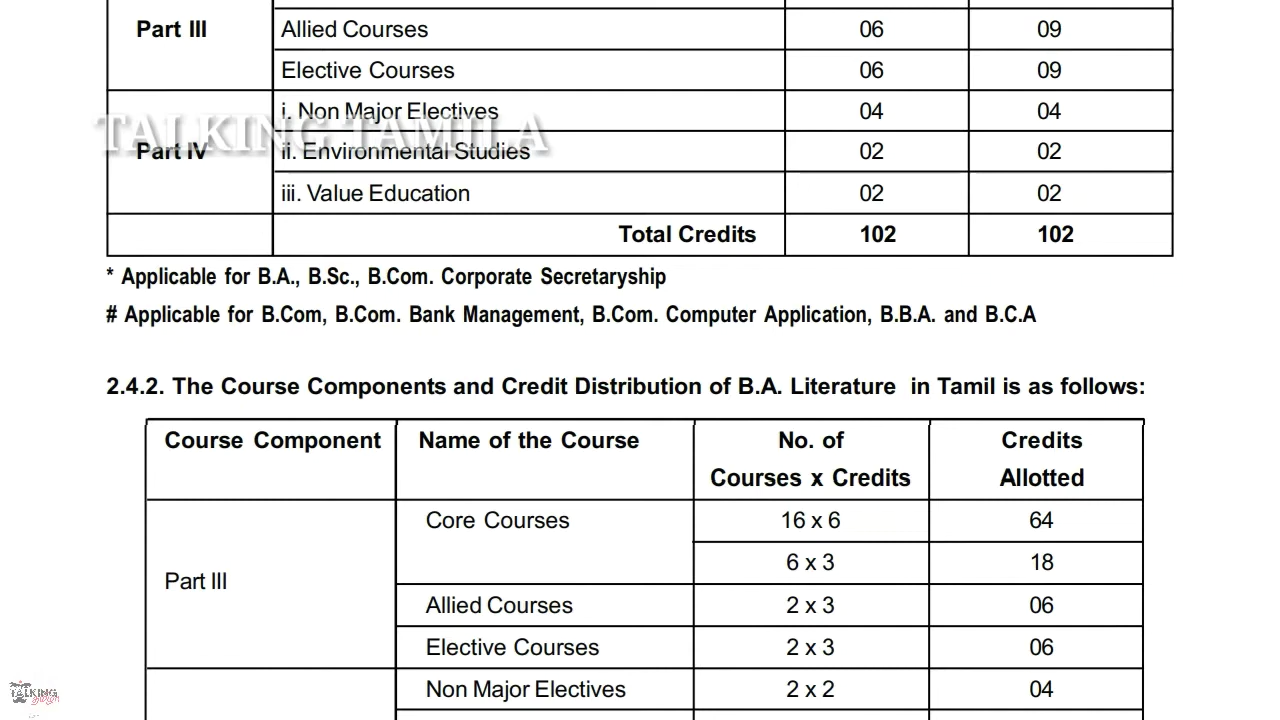 Part III Allied Courses 06 09
Elective Courses 06 09
i. Non Major Electives 04 04
TALKING TAMILA
Part IV ii. Environmental Studies 02 02
iii. Value Education 02 02
Total Credits 102 102
* Applicable for B.A., B.Sc., B.Com. Corporate Secretaryship
# Applicable for B.Com, B.Com. Bank Management, B.Com. Computer Application, B.B.A. and B.C.A
2.4.2. The Course Components and Credit Distribution of B.A. Literature in Tamil is as follows:
Course Component Name of the Course No. of Credits
Courses x Credits Allotted
Core Courses 16 x 6 64
6 x 3 18
Part III
Allied Courses 2 x 3 06
Elective Courses 2 x 3 06
Non Major Electives 2 x 2 04
TALKING